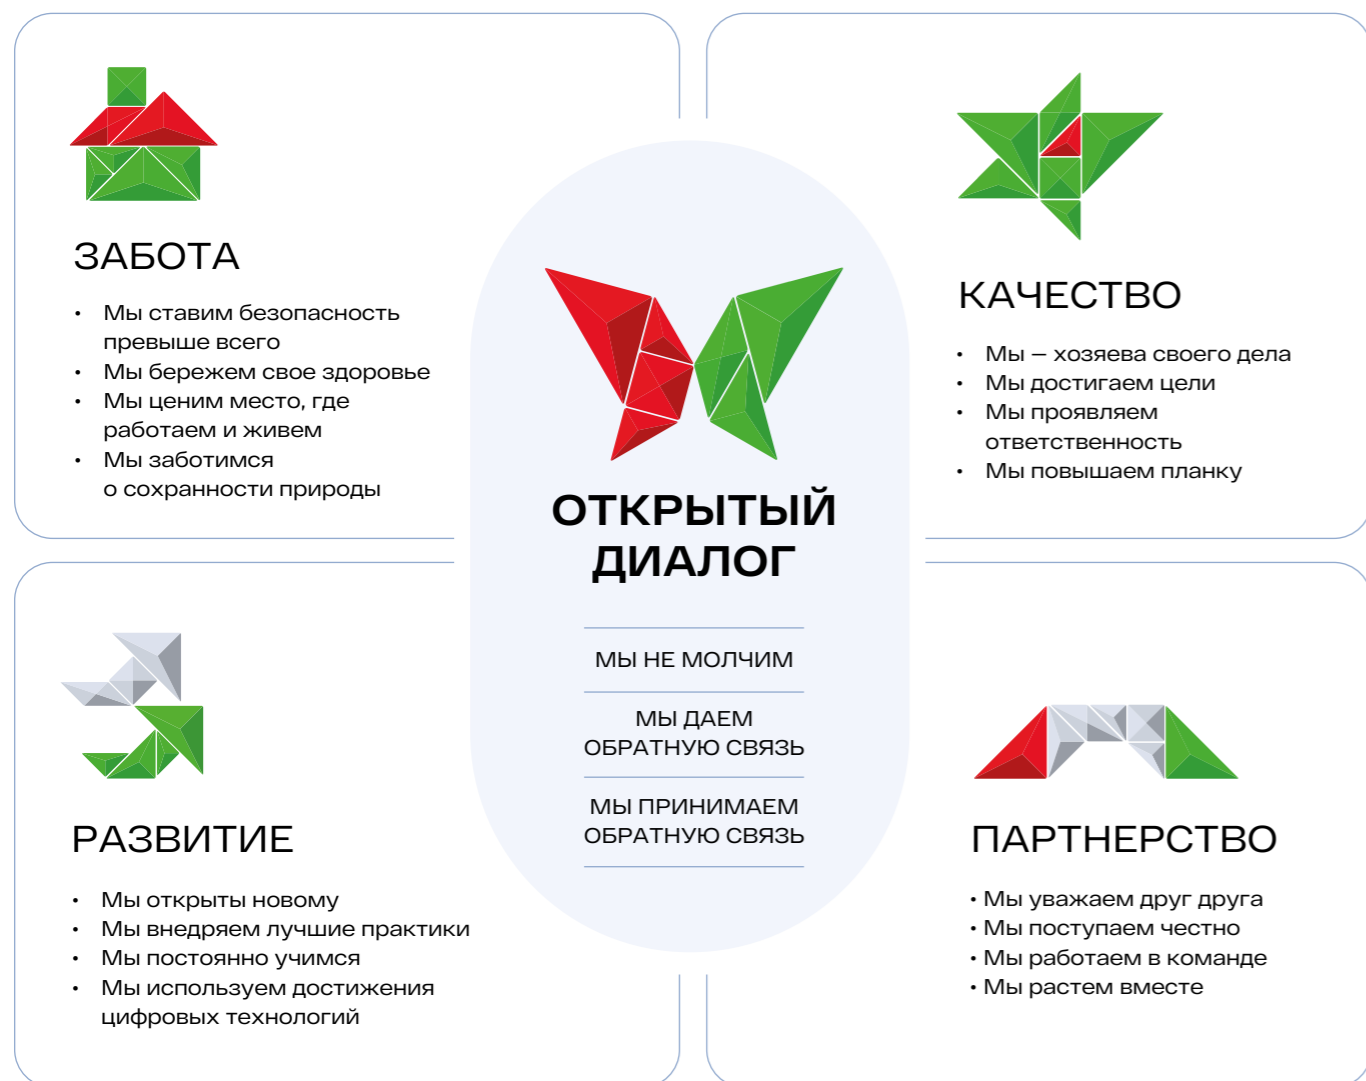 ЗАБОТА
• Мы ставим безопасность
превыше всего
• Мы бережем свое здоровье
• Мы ценим место, где
работаем и живем
• Мы заботимся
о сохранности природы
КАЧЕСТВО
• Мы – хозяева своего дела
• Мы достигаем цели
• Мы проявляем
ответственность
• Мы повышаем планку
ОТКРЫТЫЙ
ДИАЛОГ
МЫ НЕ МОЛЧИМ
МЫ ДАЕМ
ОБРАТНУЮ СВЯЗЬ
МЫ ПРИНИМАЕМ
ОБРАТНУЮ СВЯЗЬ
РАЗВИТИЕ
• Мы открыты новому
• Мы внедряем лучшие практики
• Мы постоянно учимся
• Мы используем достижения
цифровых технологий
ПАРТНЕРСТВО
• Мы уважаем друг друга
• Мы поступаем честно
• Мы работаем в команде
• Мы растем вместе